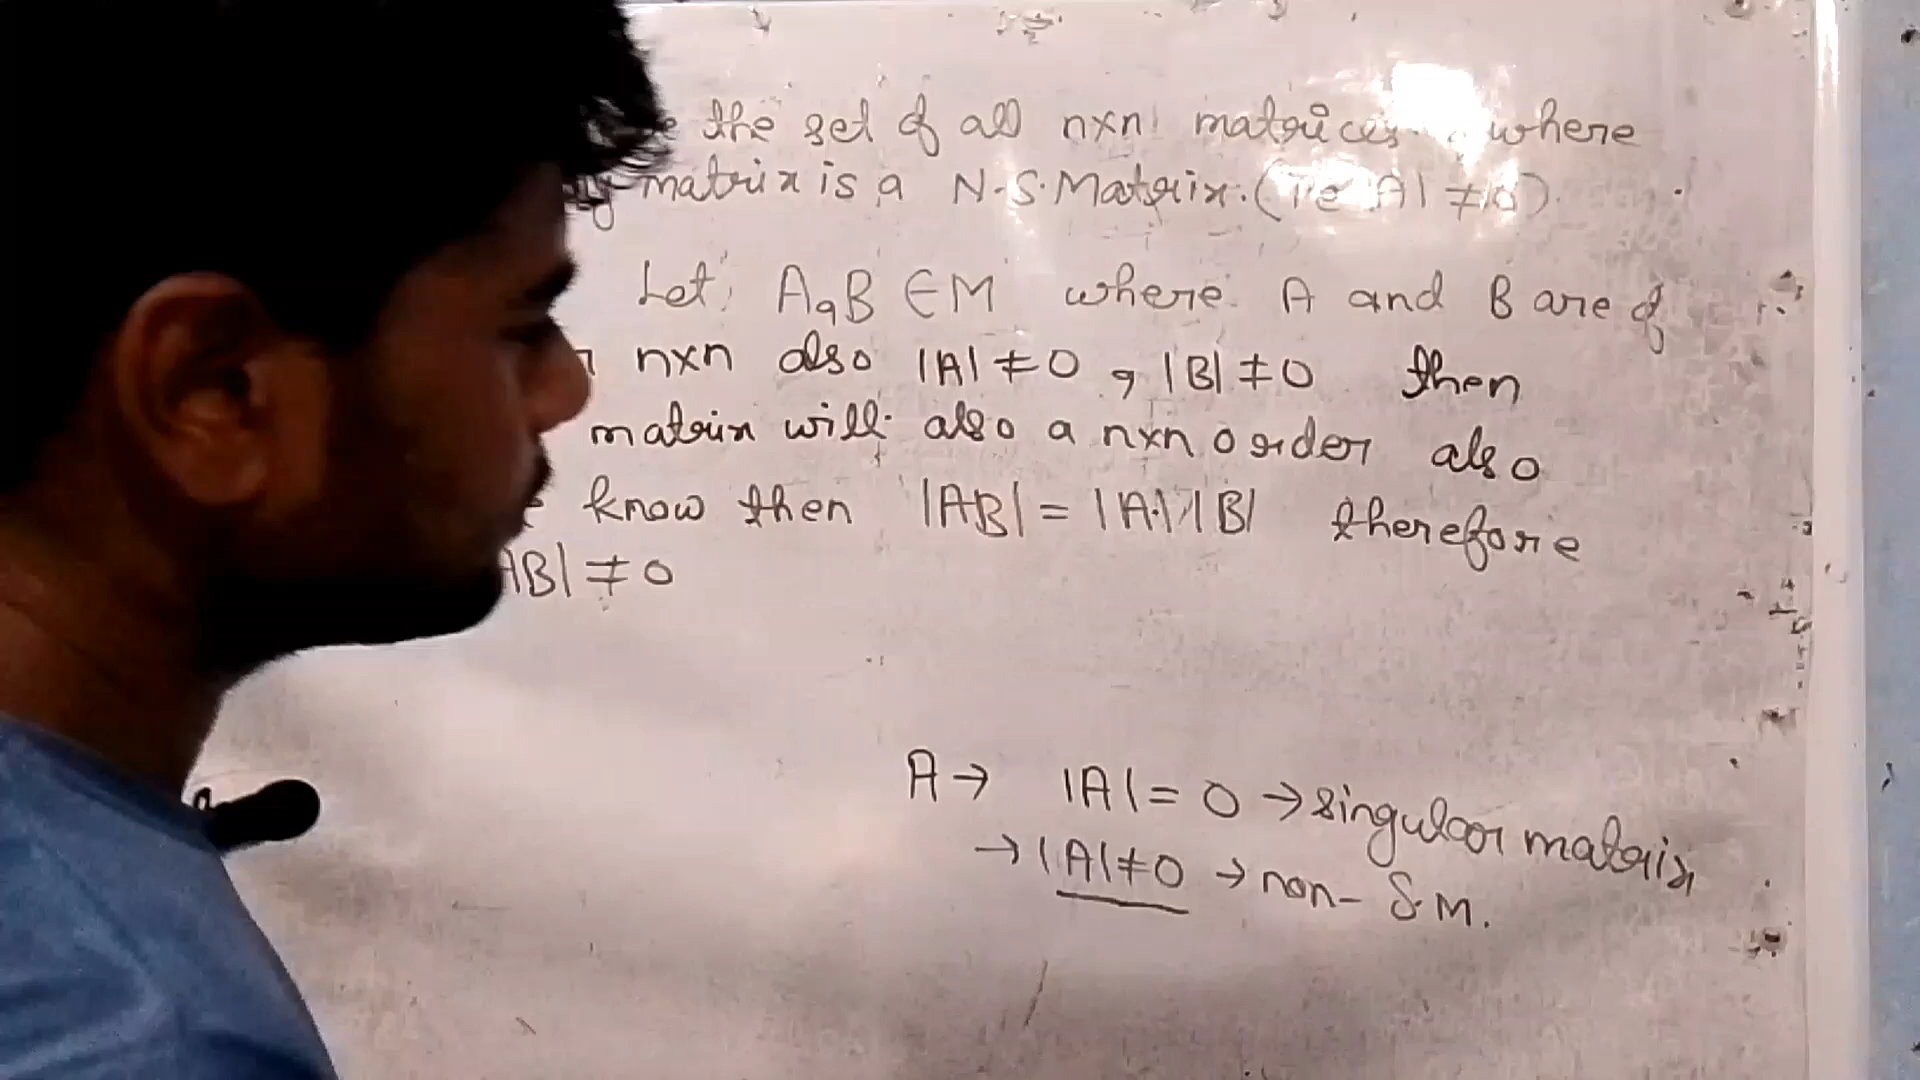 the set of all nxn matrices where
matrix is a N.S.Matrix. (ie |A| ≠ 0).
Let, A,B ∈ M where A and B are of
nxn also |A| ≠ 0 , |B| ≠ 0 then
matrix will also a nxn order also
know then |AB| = |A|.|B| therefore
AB| ≠ 0
A → |A| = 0 → singular matrix
→ |A| ≠ 0 → non- S.M.